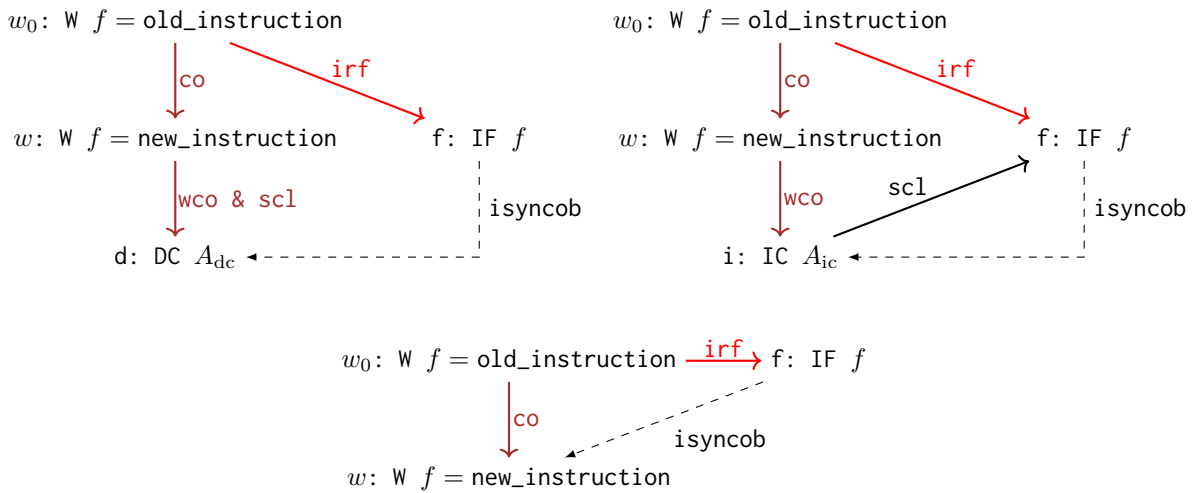 w₀: W f = old_instruction w₀: W f = old_instruction
co irf co irf
w: W f = new_instruction f: IF f w: W f = new_instruction f: IF f
wco & scl isyncob wco scl isyncob
d: DC A_dc i: IC A_ic
w₀: W f = old_instruction irf f: IF f
co isyncob
w: W f = new_instruction